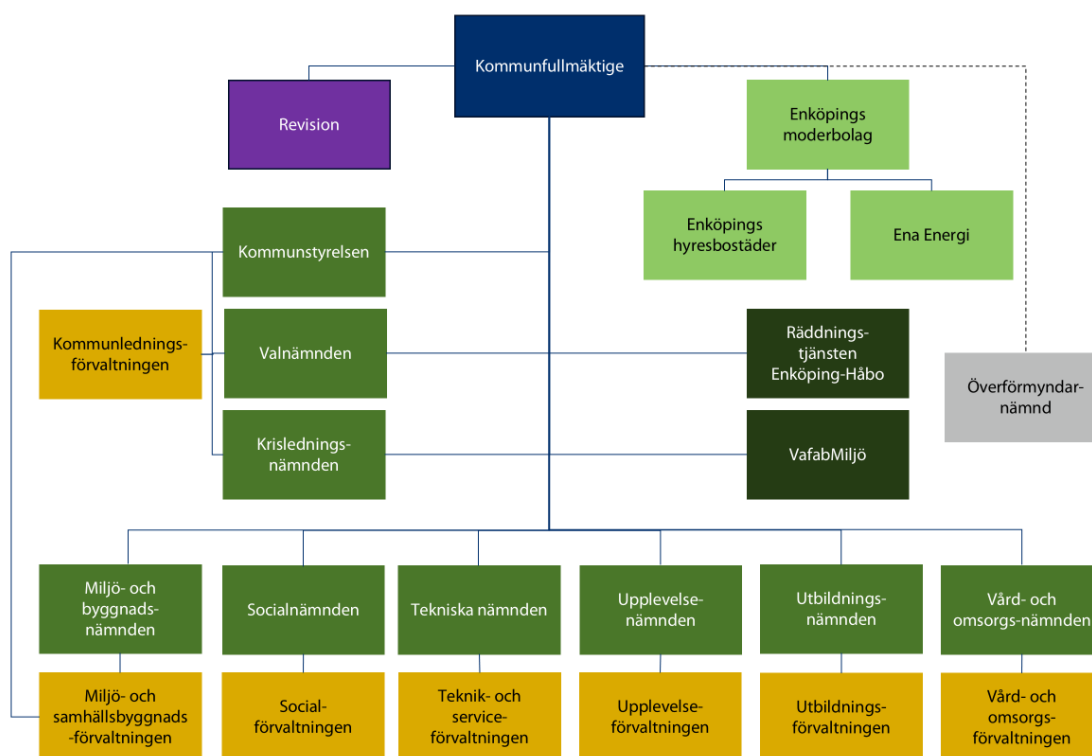 Kommunfullmäktige
Revision
Enköpings
moderbolag
Enköpings
hyresbostäder
Ena Energi
Kommunstyrelsen
Kommunlednings-
förvaltningen
Valnämnden
Räddnings-
tjänsten
Enköping-Håbo
Överförmyndar-
nämnd
Krislednings-
nämnden
VafabMiljö
Miljö- och
byggnads-
nämnden
Socialnämnden
Tekniska nämnden
Upplevelse-
nämnden
Utbildnings-
nämnden
Vård- och
omsorgs-nämnden
Miljö- och
samhällsbyggnads
-förvaltningen
Social-
förvaltningen
Teknik- och
service-
förvaltningen
Upplevelse-
förvaltningen
Utbildnings-
förvaltningen
Vård- och
omsorgs-
förvaltningen